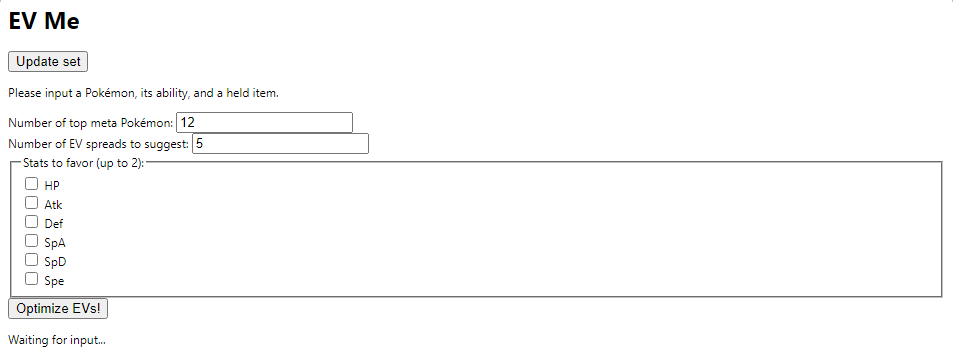 EV Me
Update set
Please input a Pokémon, its ability, and a held item.
Number of top meta Pokémon: 12
Number of EV spreads to suggest: 5
Stats to favor (up to 2):
HP
Atk
Def
SpA
SpD
Spe
Optimize EVs!
Waiting for input...